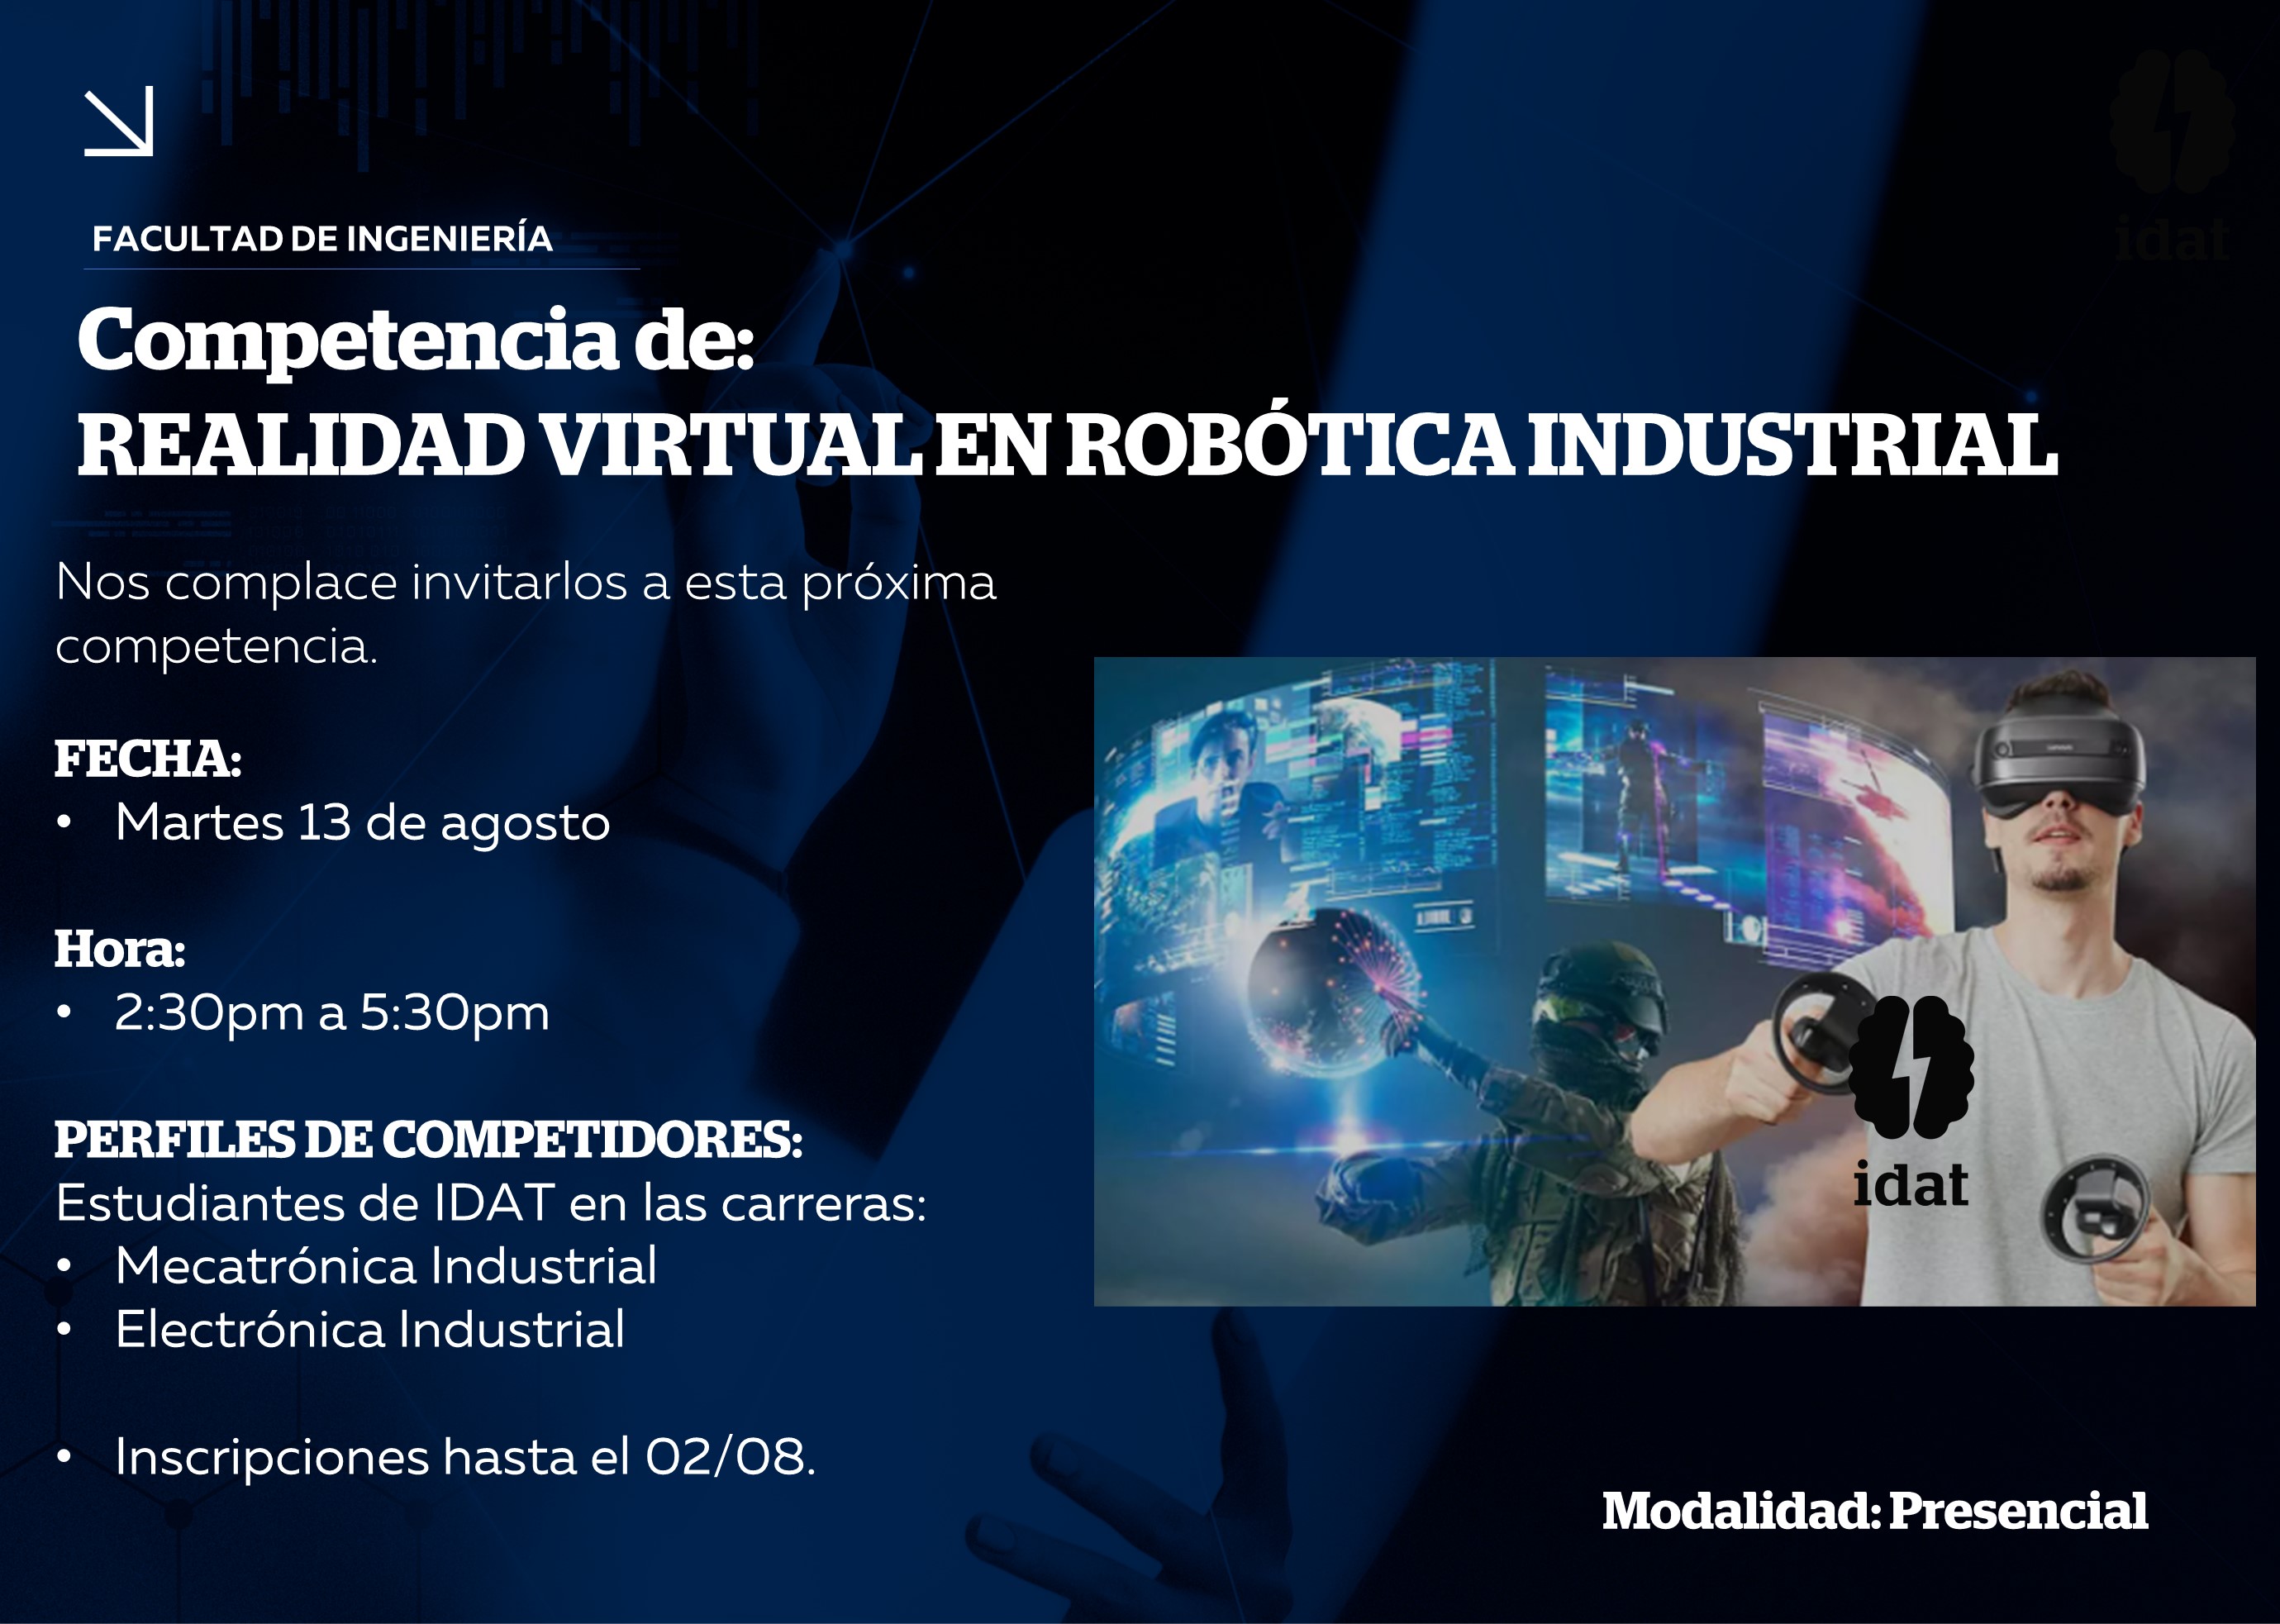 FACULTAD DE INGENIERÍA
Competencia de:
REALIDAD VIRTUAL EN ROBÓTICA INDUSTRIAL
Nos complace invitarlos a esta próxima
competencia.
FECHA:
• Martes 13 de agosto
Hora:
• 2:30pm a 5:30pm
PERFILES DE COMPETIDORES:
Estudiantes de IDAT en las carreras:
• Mecatrónica Industrial
• Electrónica Industrial
• Inscripciones hasta el 02/08.
idat
idat
Modalidad: Presencial